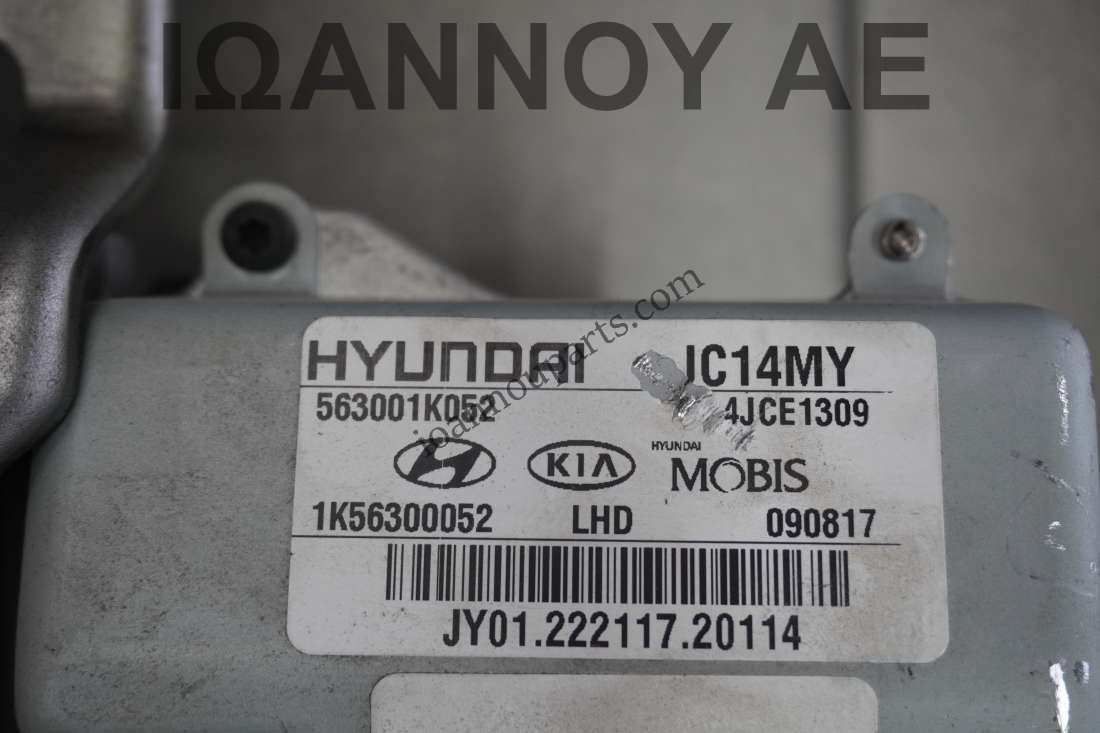 ΙΩΑΝΝΟΥ ΑΕ
ioannouparts.com
HYUNDAI JC14MY
563001K052 4JCE1309
KIA HYUNDAI MOBIS
1K56300052 LHD 090817
JY01.222117.20114